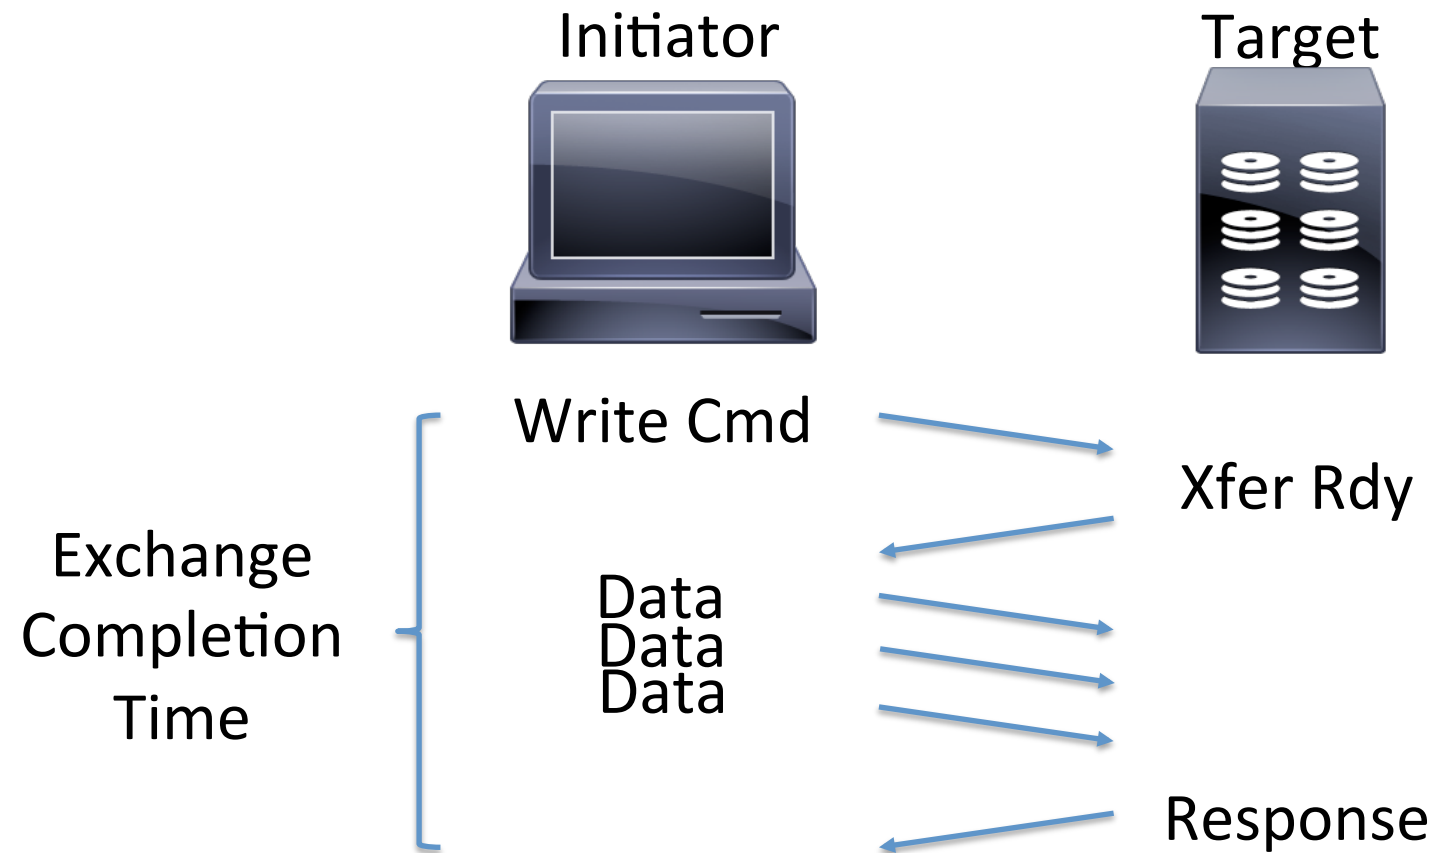 Initiator
Target
Write Cmd
Xfer Rdy
Exchange
Completion
Time
Data
Data
Data
Response